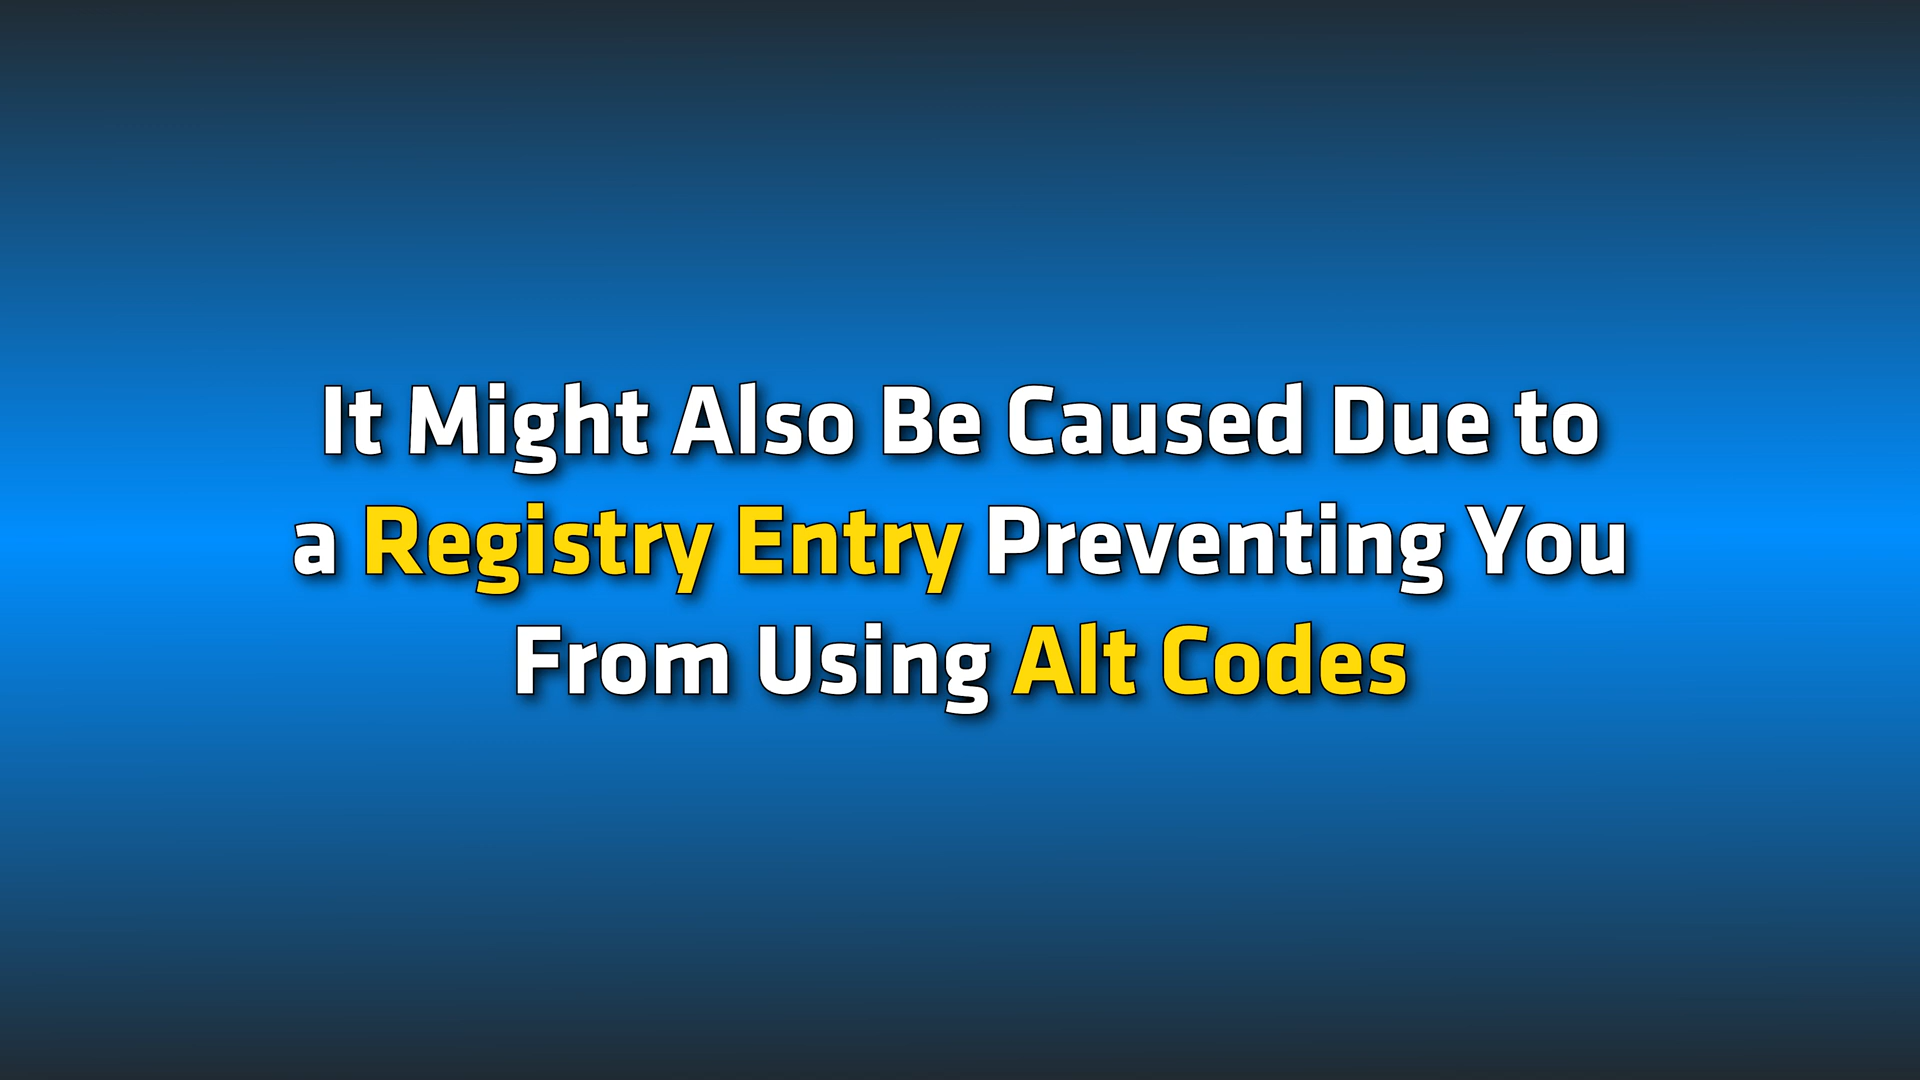 It Might Also Be Caused Due to
a Registry Entry Preventing You
From Using Alt Codes